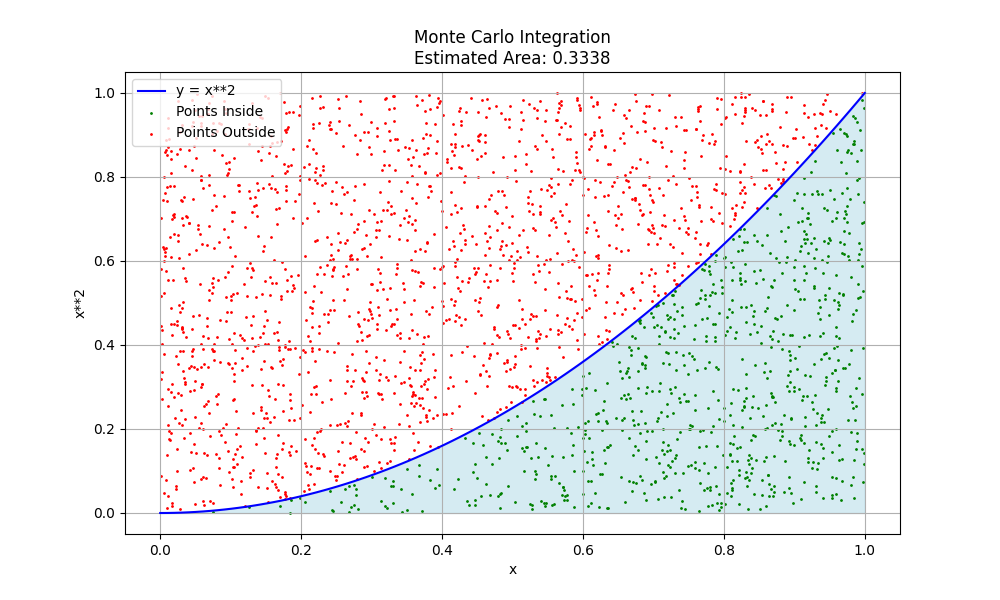 Monte Carlo Integration
Estimated Area: 0.3338
y = x**2
Points Inside
Points Outside
1.0
0.8
0.6
0.4
0.2
0.0
x**2
0.0 0.2 0.4 0.6 0.8 1.0
x